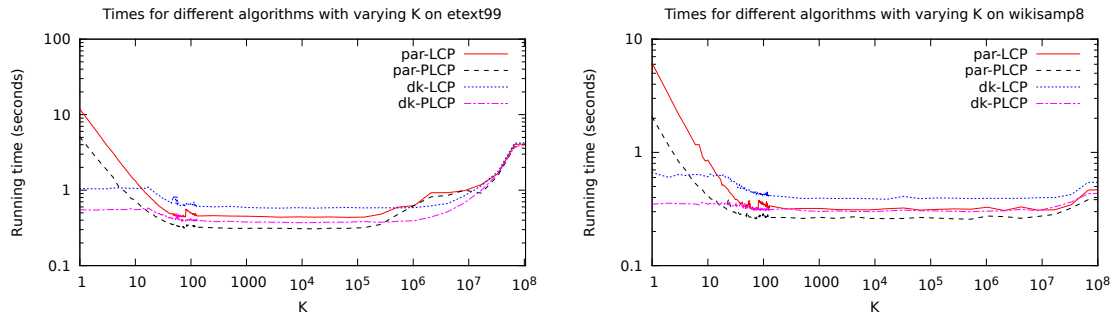 Times for different algorithms with varying K on etext99
Running time (seconds)
100
10
1
0.1
par-LCP
par-PLCP
dk-LCP
dk-PLCP
1 10 100 1000 10^4 10^5 10^6 10^7 10^8
K
Times for different algorithms with varying K on wikisamp8
Running time (seconds)
10
1
0.1
par-LCP
par-PLCP
dk-LCP
dk-PLCP
1 10 100 1000 10^4 10^5 10^6 10^7 10^8
K